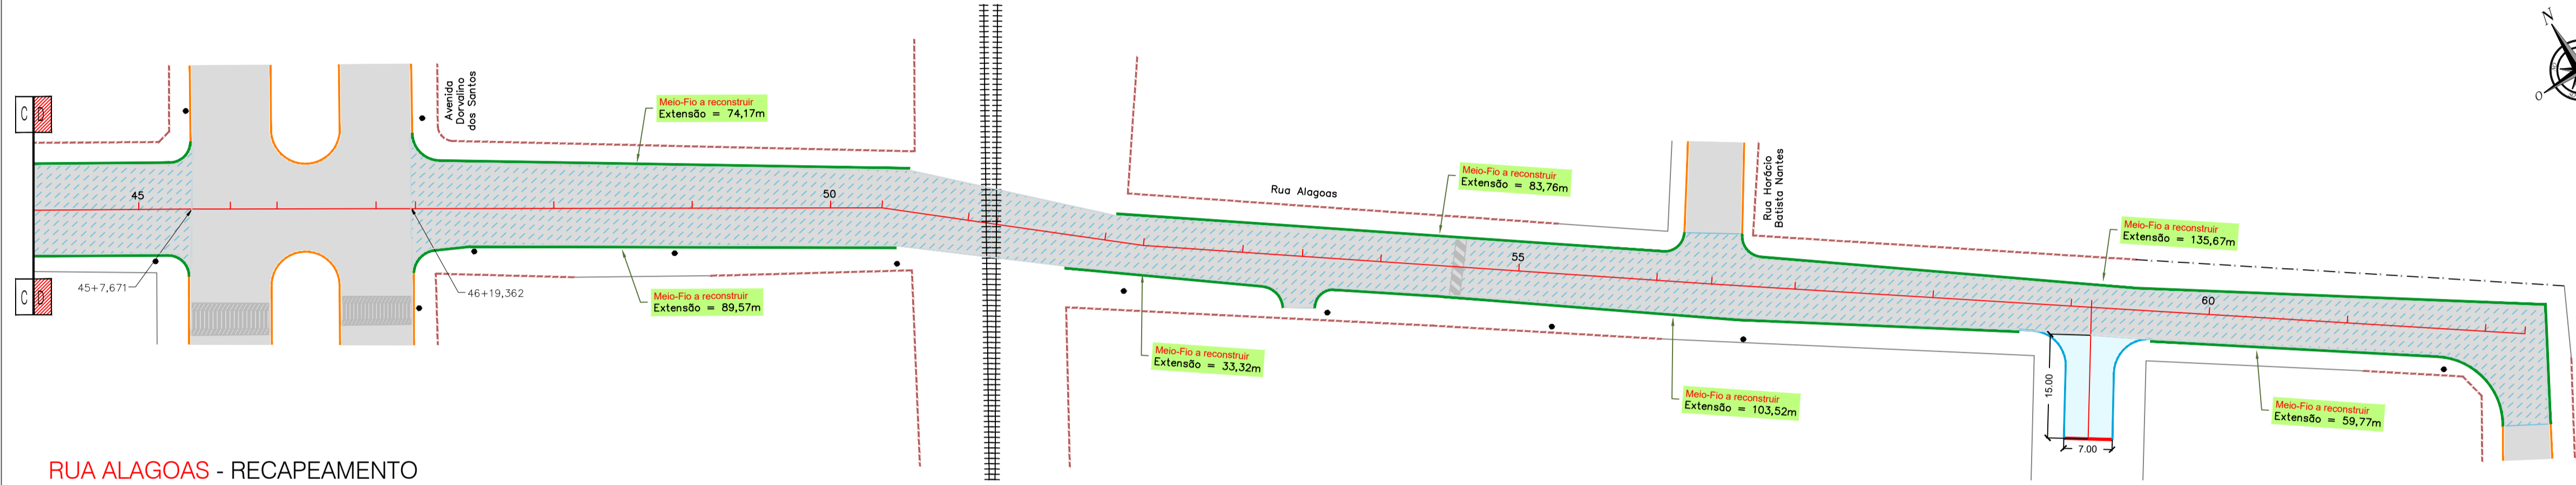 N
O
C D
Avenida
Dorvalino
dos Santos
Meio-Fio a reconstruir
Extensão = 74,17m
45
50
45+7,671
46+19,362
C D
Meio-Fio a reconstruir
Extensão = 89,57m
Rua Alagoas
Meio-Fio a reconstruir
Extensão = 83,76m
Rua Horácio
Batista Nantes
55
Meio-Fio a reconstruir
Extensão = 135,67m
60
Meio-Fio a reconstruir
Extensão = 33,32m
Meio-Fio a reconstruir
Extensão = 103,52m
15.00
7.00
Meio-Fio a reconstruir
Extensão = 59,77m
RUA ALAGOAS - RECAPEAMENTO